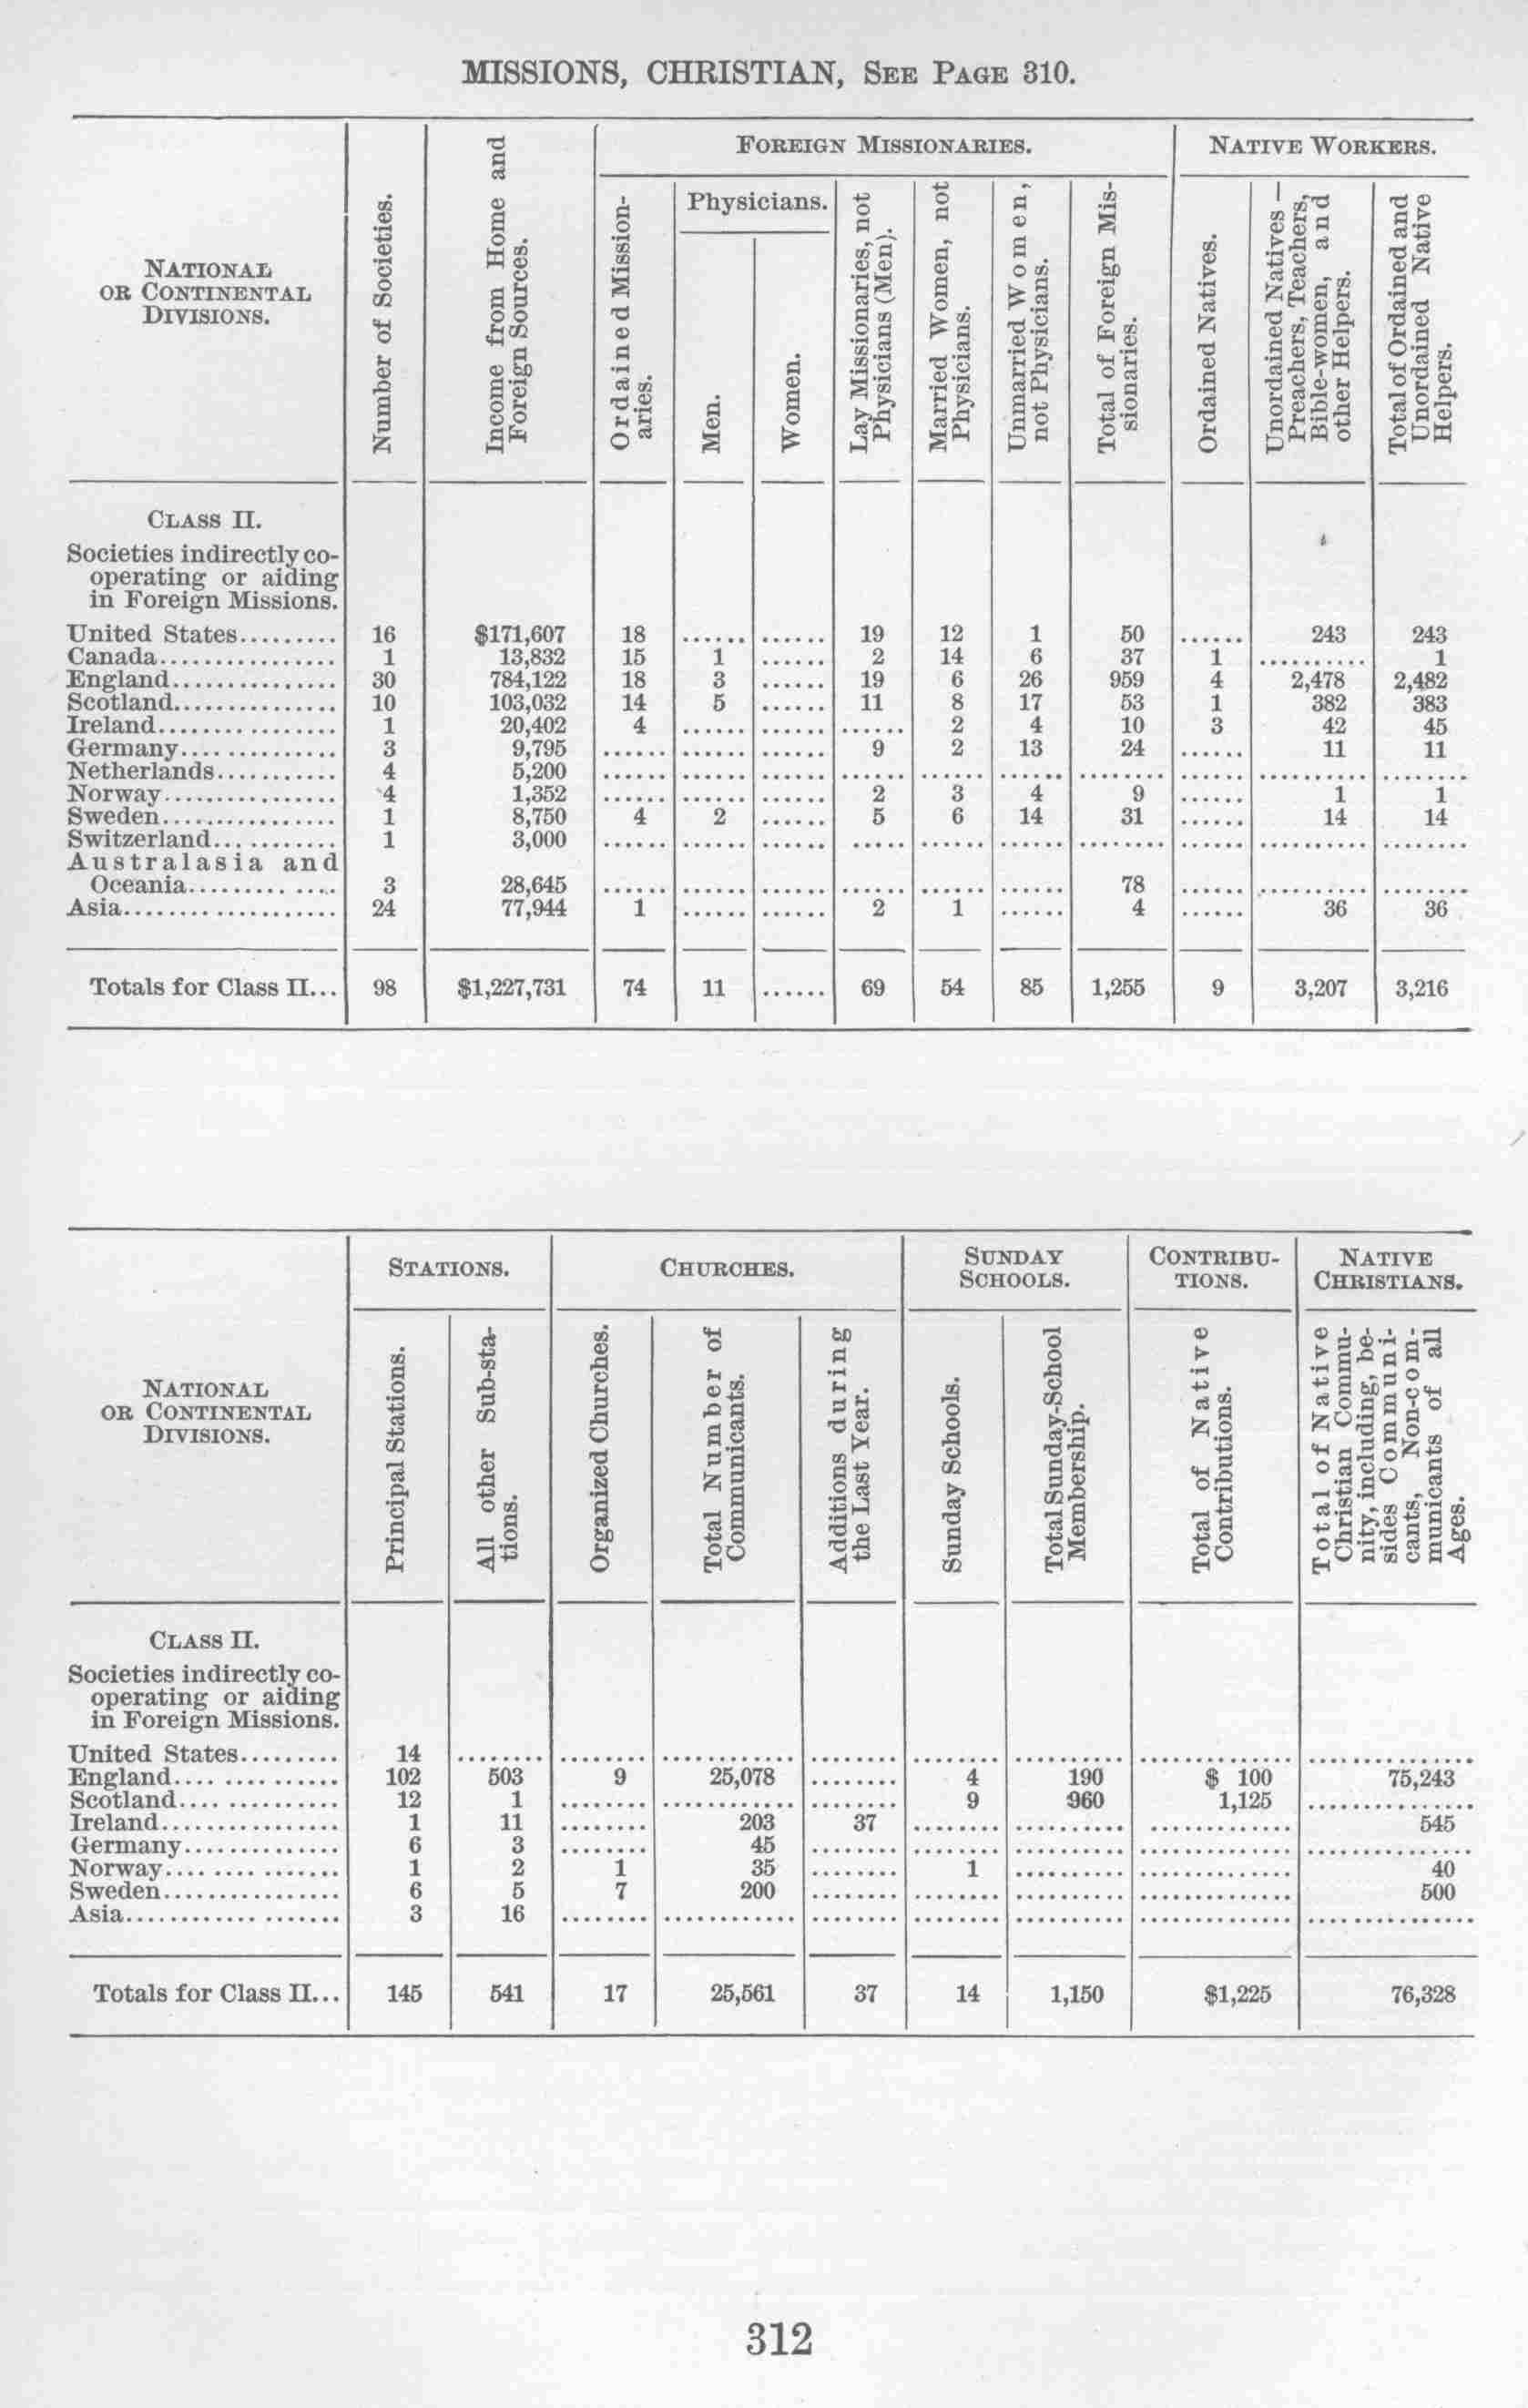 MISSIONS, CHRISTIAN, SEE PAGE 310.
NATIONAL OR CONTINENTAL DIVISIONS.
Number of Societies.
Income from Home and Foreign Sources.
FOREIGN MISSIONARIES.
Ordained Mission-
aries.
Physicians.
Men.
Women.
Lay Missionaries, not
Physicians (Men).
Married Women, not
Physicians.
Unmarried Women,
not Physicians.
Total of Foreign Mis-
sionaries.
NATIVE WORKERS.
Ordained Natives.
Unordained Natives—
Preachers, Teachers,
Bible-women, and
other Helpers.
Total of Ordained and
Unordained Native
Helpers.
CLASS II.
Societies indirectly co-
operating or aiding
in Foreign Missions.
United States......... 16 $171,607 18 ...... ...... 19 12 1 50 ...... 243 243
Canada................ 1 13,832 15 1 ...... 2 14 6 37 1 .......... 1
England............... 30 784,122 18 3 ...... 19 6 26 959 4 2,478 2,482
Scotland............... 10 103,032 14 5 ...... 11 8 17 53 1 382 383
Ireland................ 1 20,402 4 ...... ...... ...... 2 4 10 3 42 45
Germany.............. 3 9,795 ...... ...... ...... 9 2 13 24 ...... 11 11
Netherlands........... 4 5,200 ...... ...... ...... ...... ...... ...... ........ ...... .......... ........
Norway................ 4 1,352 ...... ...... ...... 2 3 4 9 ...... 1 1
Sweden................ 1 8,750 4 2 ...... 5 6 14 31 ...... 14 14
Switzerland............ 1 3,000 ...... ...... ...... ...... ...... ...... ........ ...... .......... ........
Australasia and
Oceania............. 3 28,645 ...... ...... ...... ...... ...... ...... 78 ...... .......... ........
Asia................... 24 77,944 1 ...... ...... 2 1 ...... 4 ...... 36 36
Totals for Class II... 98 $1,227,731 74 11 ...... 69 54 85 1,255 9 3,207 3,216
NATIONAL
OR CONTINENTAL
DIVISIONS.
STATIONS.
Principal Stations.
All other Sub-sta-
tions.
CHURCHES.
Organized Churches.
Total Number of
Communicants.
Additions during
the Last Year.
SUNDAY
SCHOOLS.
Sunday Schools.
Total Sunday-School
Membership.
CONTRIBU-
TIONS.
Total of Native
Contributions.
NATIVE
CHRISTIANS.
Total of Native
Christian Commu-
nity, including, be-
sides Communi-
cants, Non-com-
municants of all
Ages.
CLASS II.
Societies indirectly co-
operating or aiding
in Foreign Missions.
United States......... 14 ........ ........ ............ ........ ........ .......... .............. ...............
England............... 102 503 9 25,078 ........ 4 190 $ 100 75,243
Scotland.............. 12 1 ........ ............ ........ 9 960 1,125 ...............
Ireland................ 1 11 ........ 203 37 ........ .......... ............. 545
Germany.............. 6 3 ........ 45 ........ ........ .......... .............. ...............
Norway............... 1 2 1 35 ........ 1 .......... .............. 40
Sweden................ 6 5 7 200 ........ ........ .......... .............. 500
Asia................... 3 16 ........ ............ ........ ........ .......... .............. ...............
Totals for Class II... 145 541 17 25,561 37 14 1,150 $1,225 76,328
312